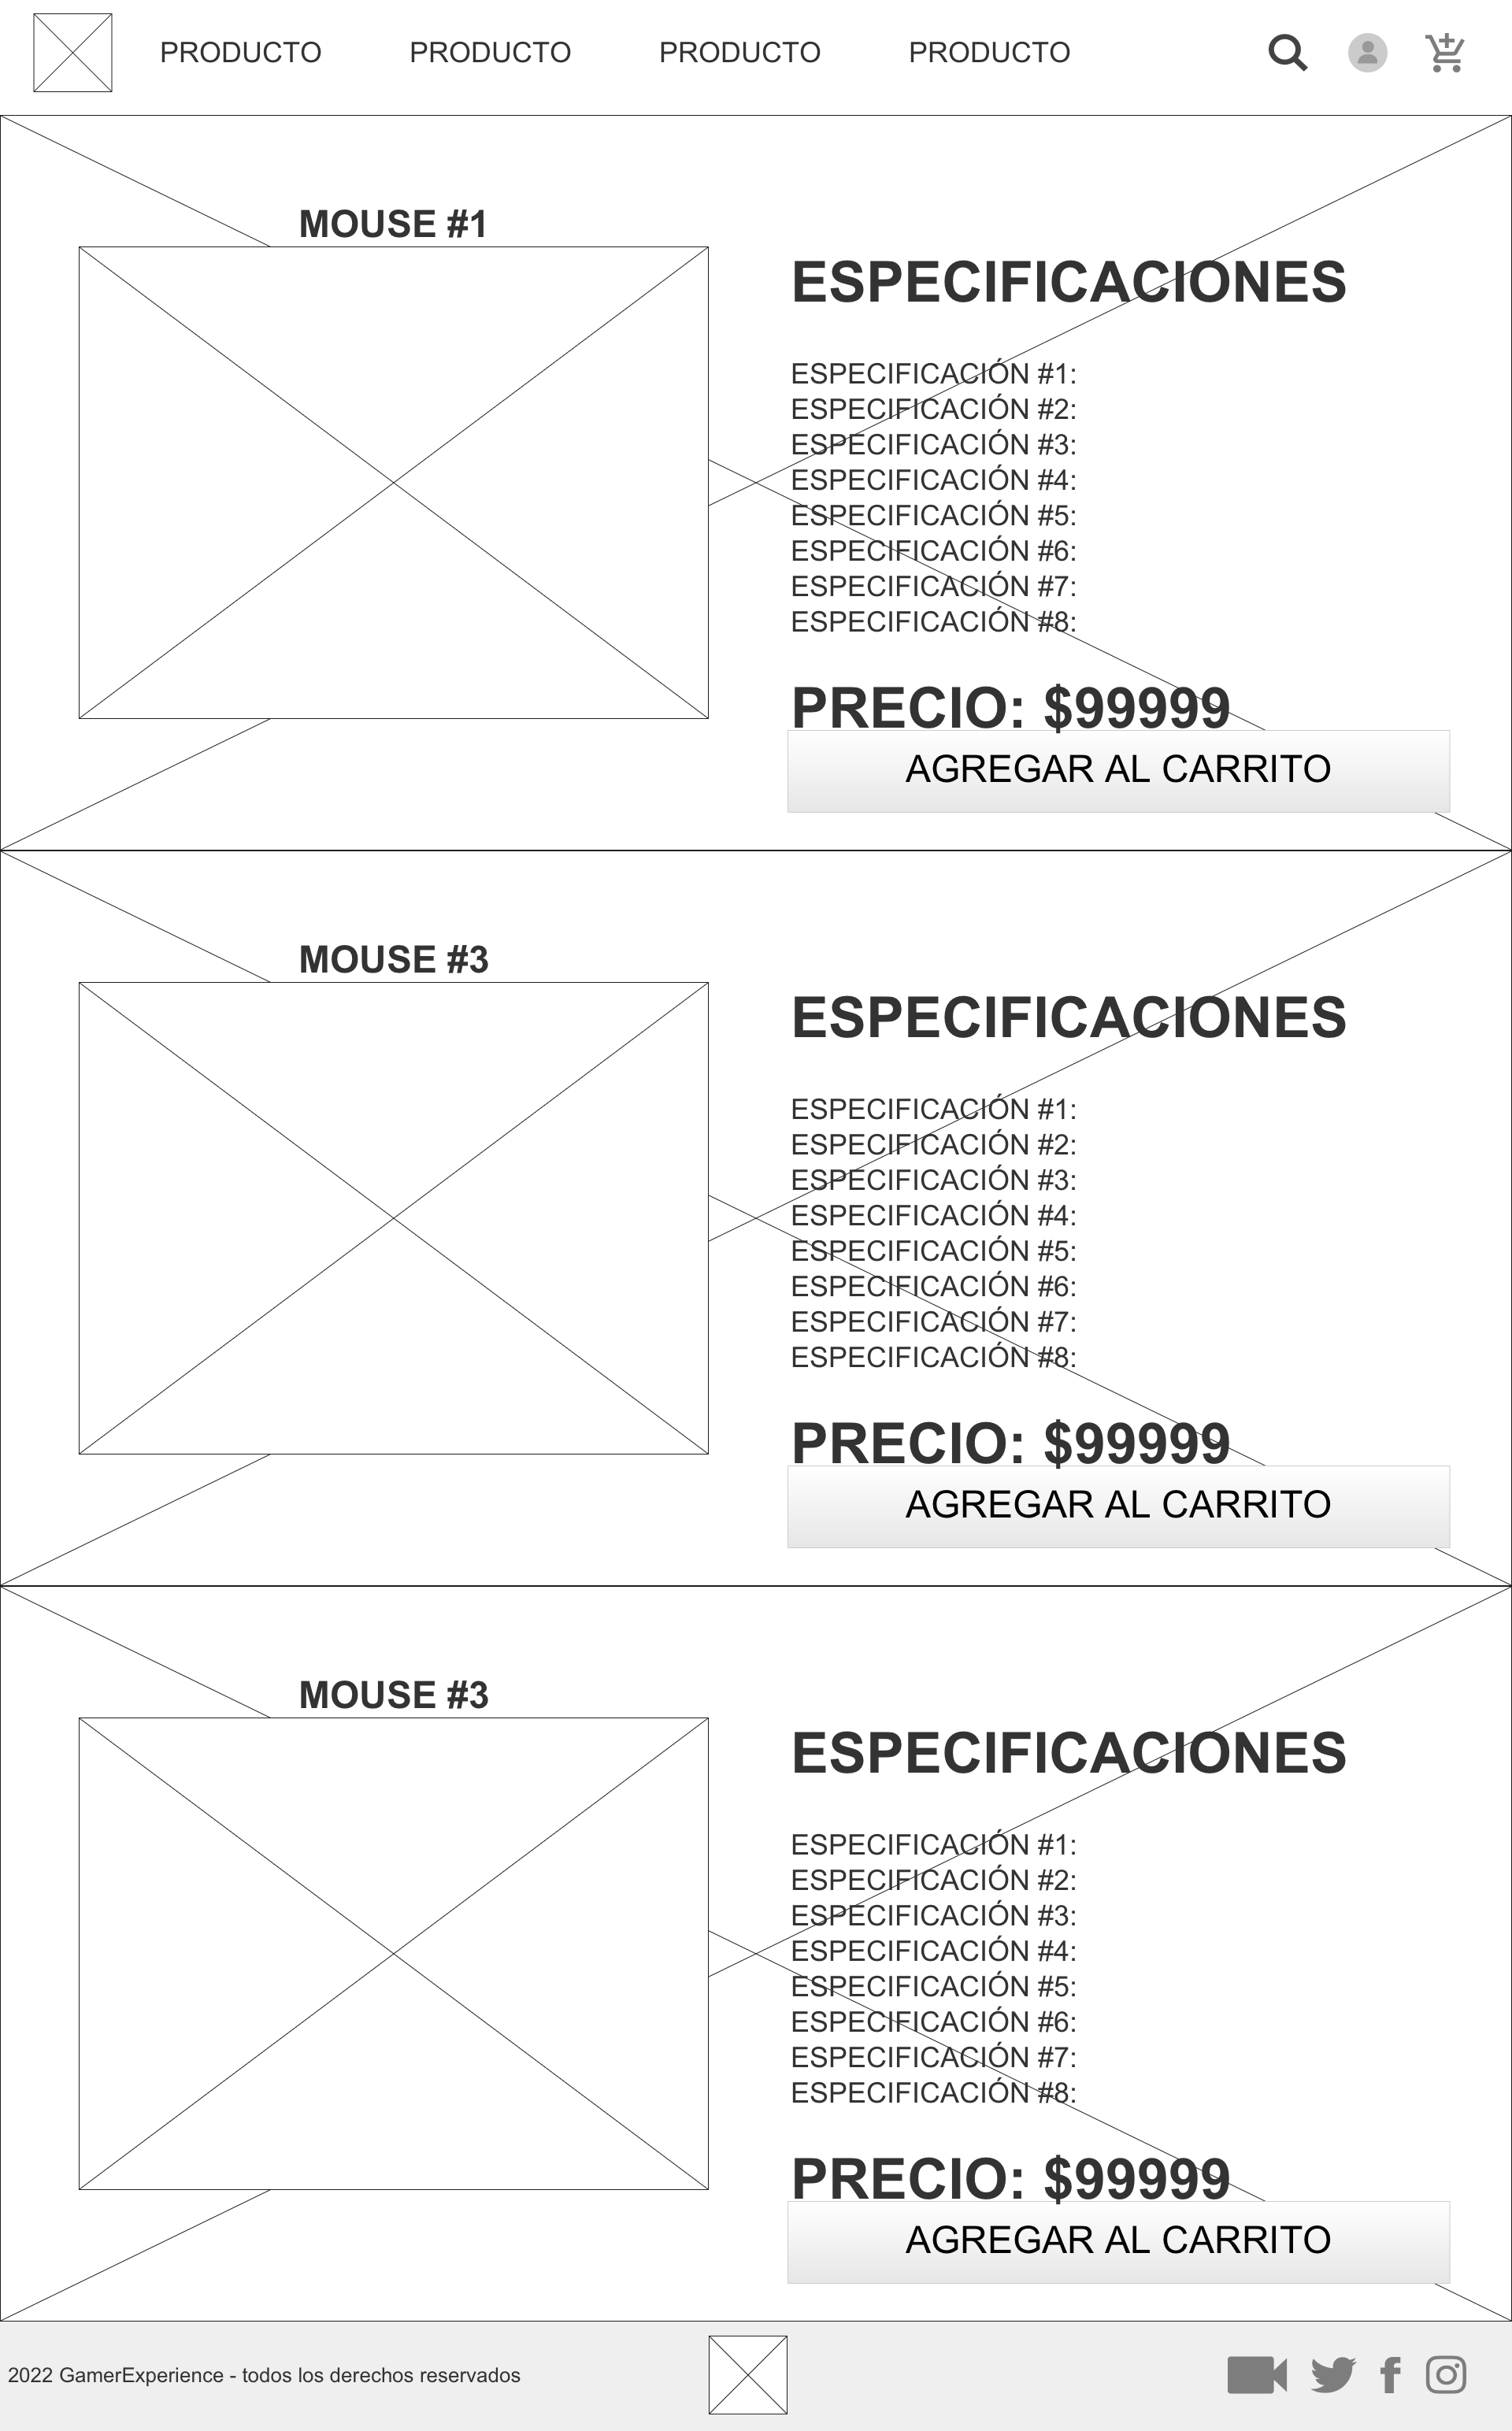 PRODUCTO PRODUCTO PRODUCTO PRODUCTO
MOUSE #1
ESPECIFICACIONES
ESPECIFICACIÓN #1:
ESPECIFICACIÓN #2:
ESPECIFICACIÓN #3:
ESPECIFICACIÓN #4:
ESPECIFICACIÓN #5:
ESPECIFICACIÓN #6:
ESPECIFICACIÓN #7:
ESPECIFICACIÓN #8:
PRECIO: $99999
AGREGAR AL CARRITO
MOUSE #3
ESPECIFICACIONES
ESPECIFICACIÓN #1:
ESPECIFICACIÓN #2:
ESPECIFICACIÓN #3:
ESPECIFICACIÓN #4:
ESPECIFICACIÓN #5:
ESPECIFICACIÓN #6:
ESPECIFICACIÓN #7:
ESPECIFICACIÓN #8:
PRECIO: $99999
AGREGAR AL CARRITO
MOUSE #3
ESPECIFICACIONES
ESPECIFICACIÓN #1:
ESPECIFICACIÓN #2:
ESPECIFICACIÓN #3:
ESPECIFICACIÓN #4:
ESPECIFICACIÓN #5:
ESPECIFICACIÓN #6:
ESPECIFICACIÓN #7:
ESPECIFICACIÓN #8:
PRECIO: $99999
AGREGAR AL CARRITO
2022 GamerExperience - todos los derechos reservados